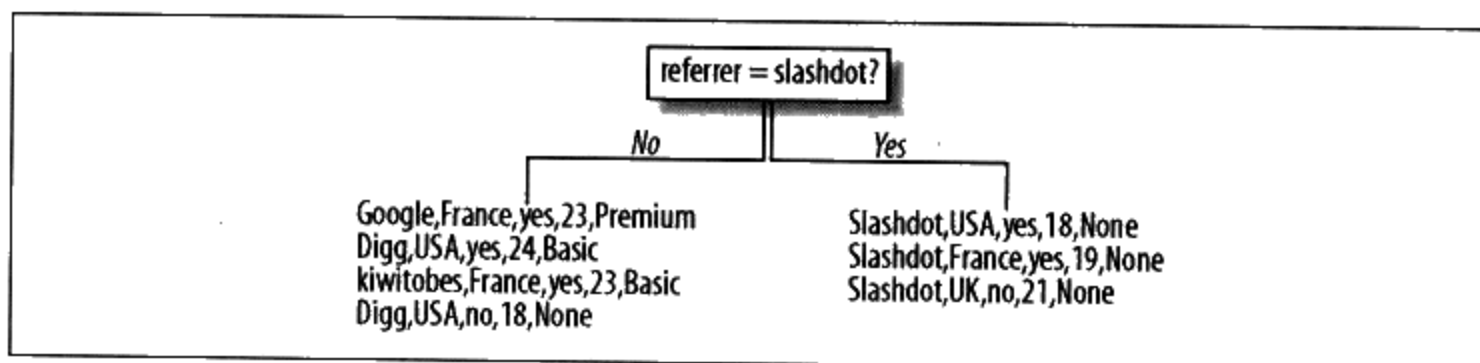 referrer = slashdot?
No
Yes
Google,France,yes,23,Premium
Digg,USA,yes,24,Basic
kiwitobes,France,yes,23,Basic
Digg,USA,no,18,None
Slashdot,USA,yes,18,None
Slashdot,France,yes,19,None
Slashdot,UK,no,21,None